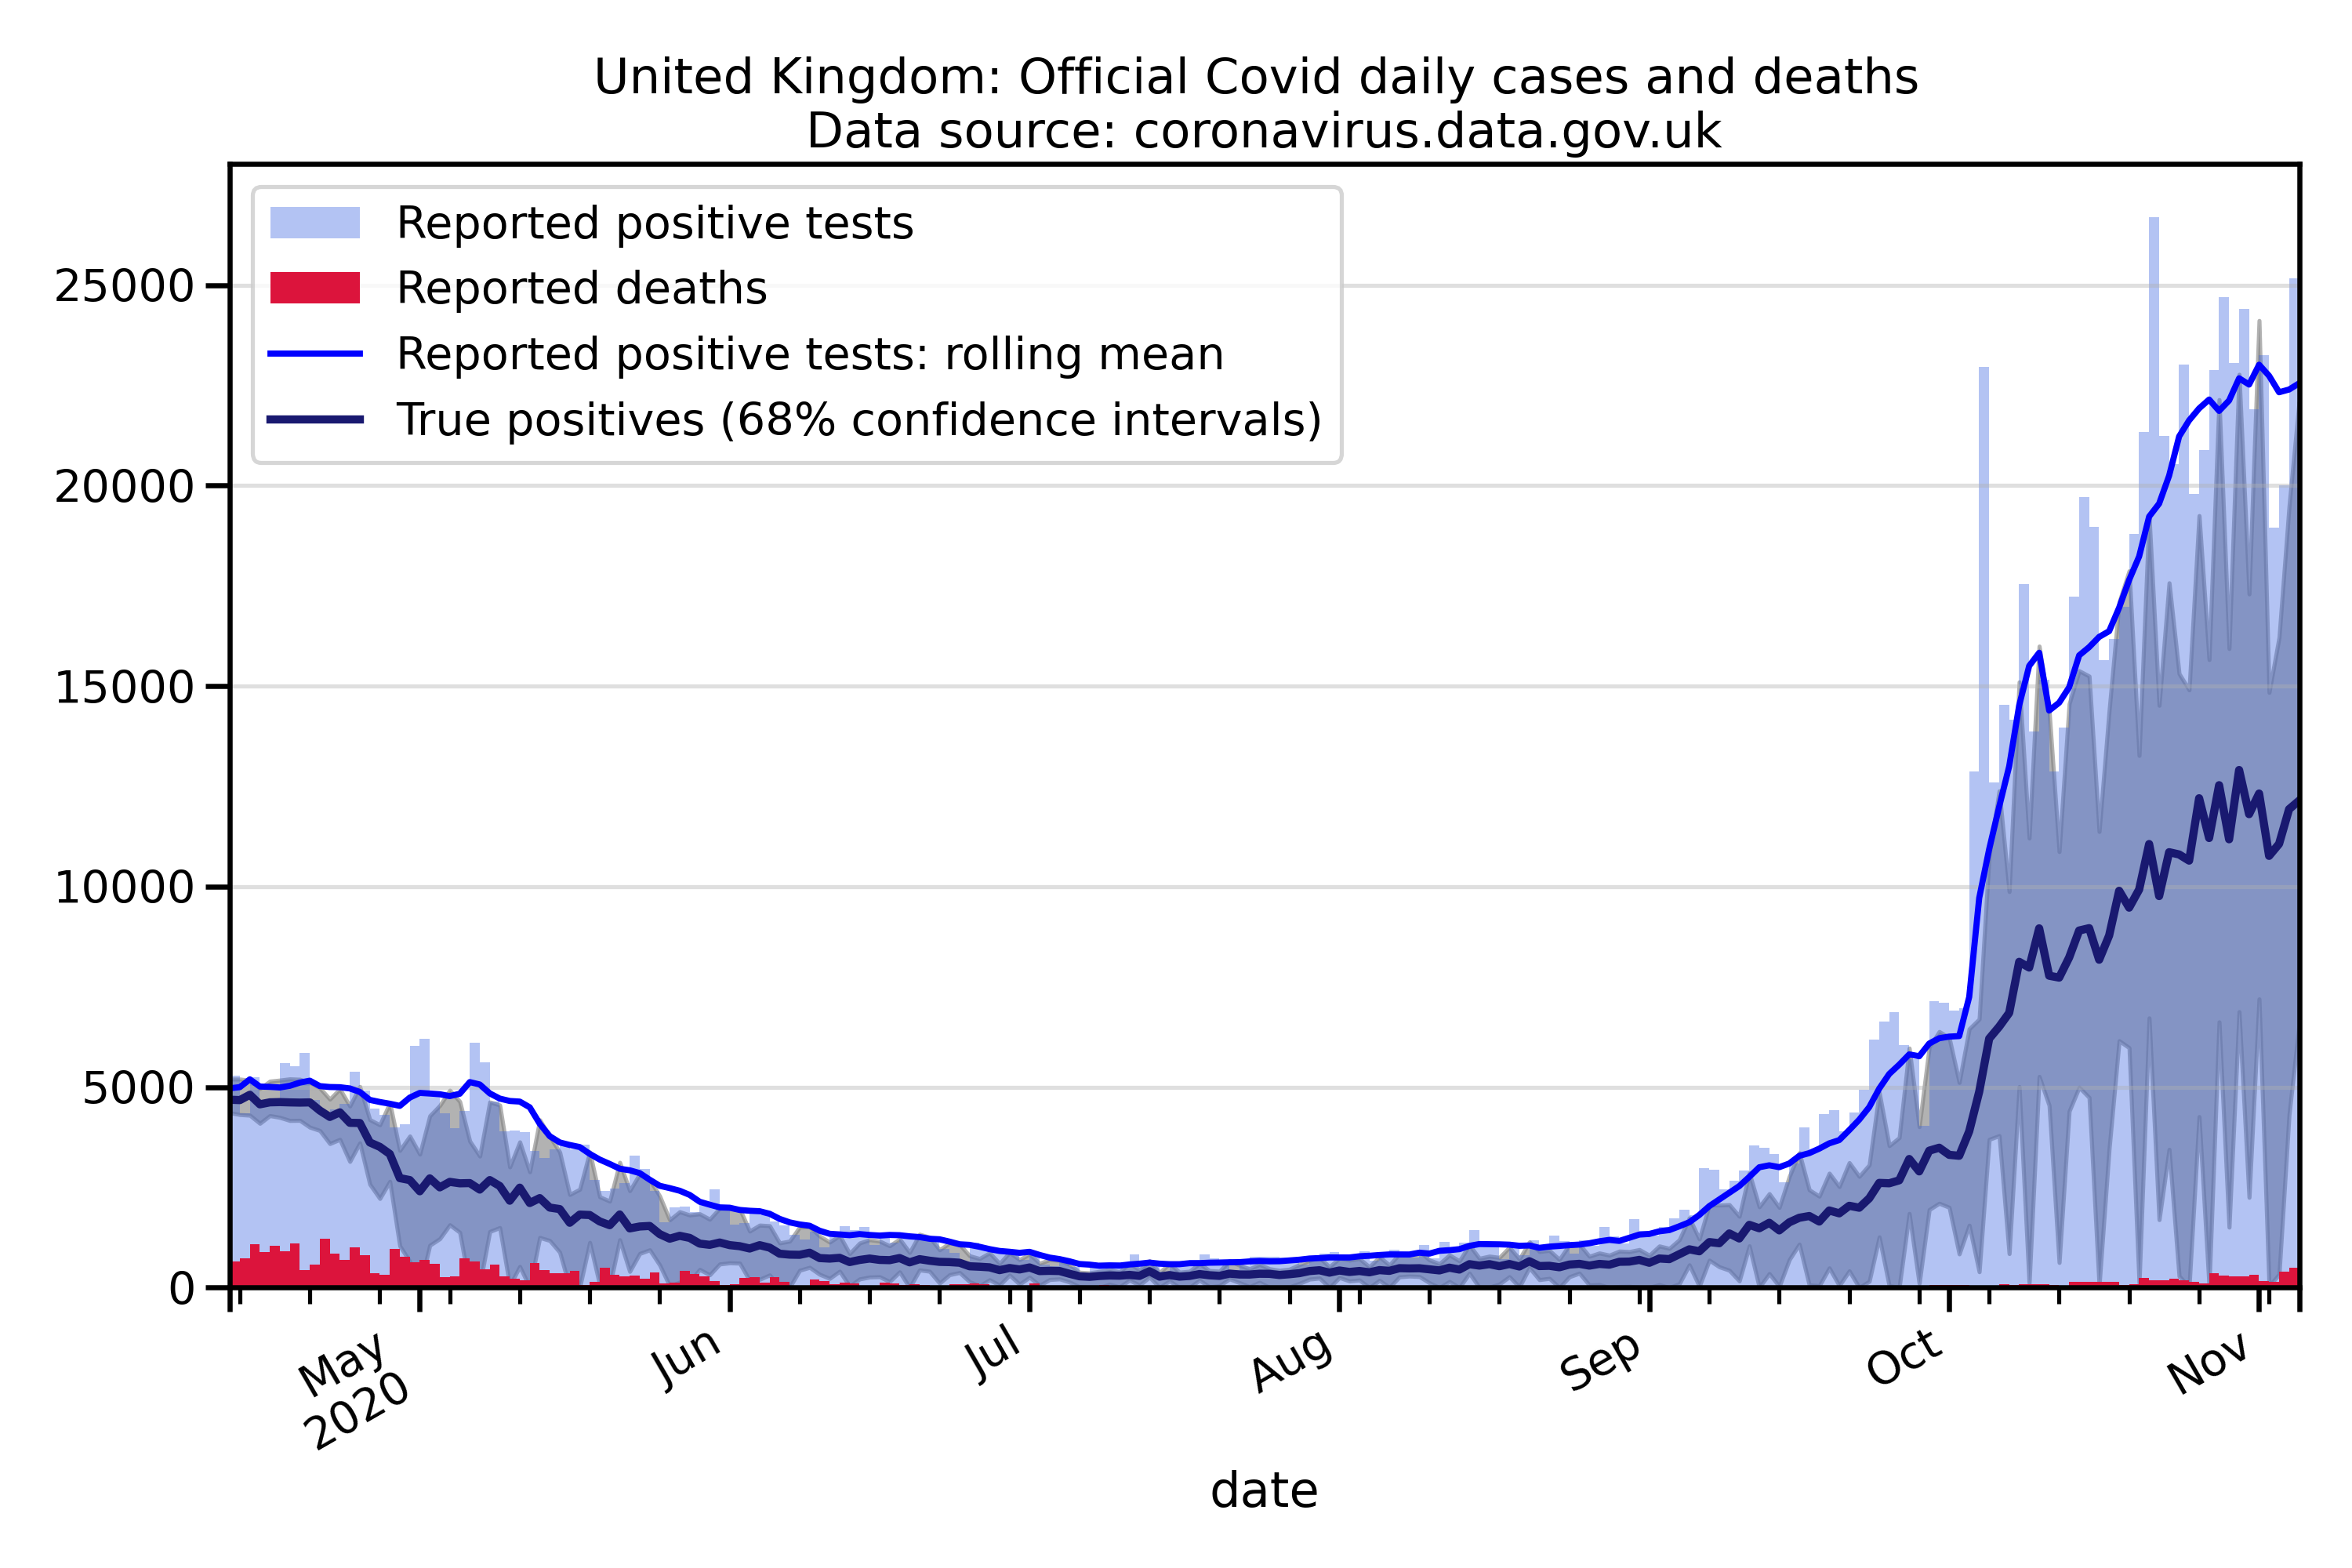 United Kingdom: Official Covid daily cases and deaths
Data source: coronavirus.data.gov.uk
Reported positive tests
Reported deaths
Reported positive tests: rolling mean
True positives (68% confidence intervals)
25000
20000
15000
10000
5000
0
May
2020
Jun
Jul
Aug
Sep
Oct
Nov
date